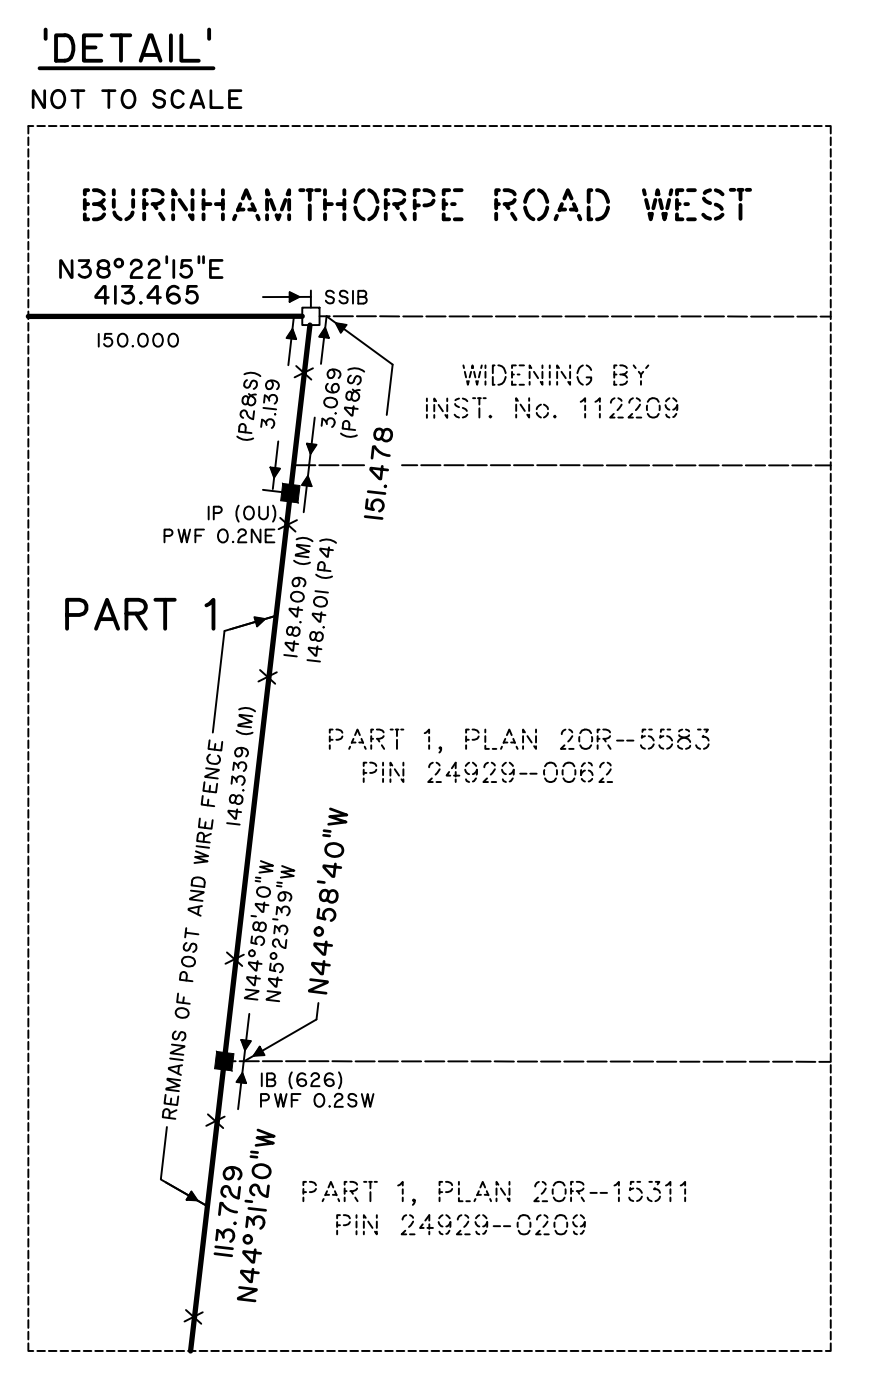 'DETAIL'
NOT TO SCALE
BURNHAMTHORPE ROAD WEST
N38°22'15"E
413.465
SSIB
150.000
WIDENING BY
INST. No. 112209
(P2&S)
3.139
3.069
(P4&S)
151.478
IP (OU)
PWF 0.2NE
148.409 (M)
148.401 (P4)
PART 1
148.339 (M)
PART 1, PLAN 20R--5583
PIN 24929--0062
REMAINS OF POST AND WIRE FENCE
N44°58'40"W
N45°23'39"W
N44°58'40"W
IB (626)
PWF 0.2SW
113.729
N44°31'20"W
PART 1, PLAN 20R--15311
PIN 24929--0209